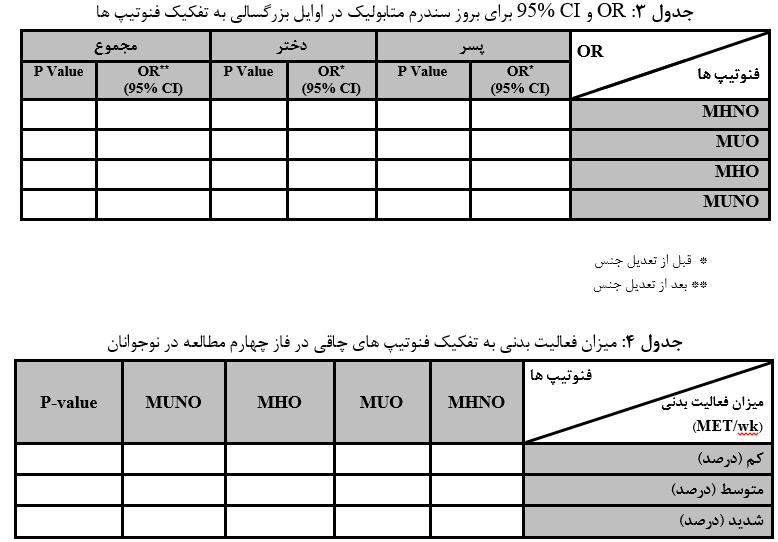 جدول ۳: OR و 95% CI برای بروز سندرم متابولیک در اوایل بزرگسالی به تفکیک فنوتیپ ها
OR پسر دختر مجموع
فنوتیپ ها OR* P Value OR* P Value OR** P Value
(95% CI) (95% CI) (95% CI)
MHNO
MUO
MHO
MUNO
* قبل از تعدیل جنس
** بعد از تعدیل جنس
جدول ۴: میزان فعالیت بدنی به تفکیک فنوتیپ های چاقی در فاز چهارم مطالعه در نوجوانان
فنوتیپ ها
میزان فعالیت بدنی MHNO MUO MHO MUNO P-value
(MET/wk)
کم (درصد)
متوسط (درصد)
شدید (درصد)